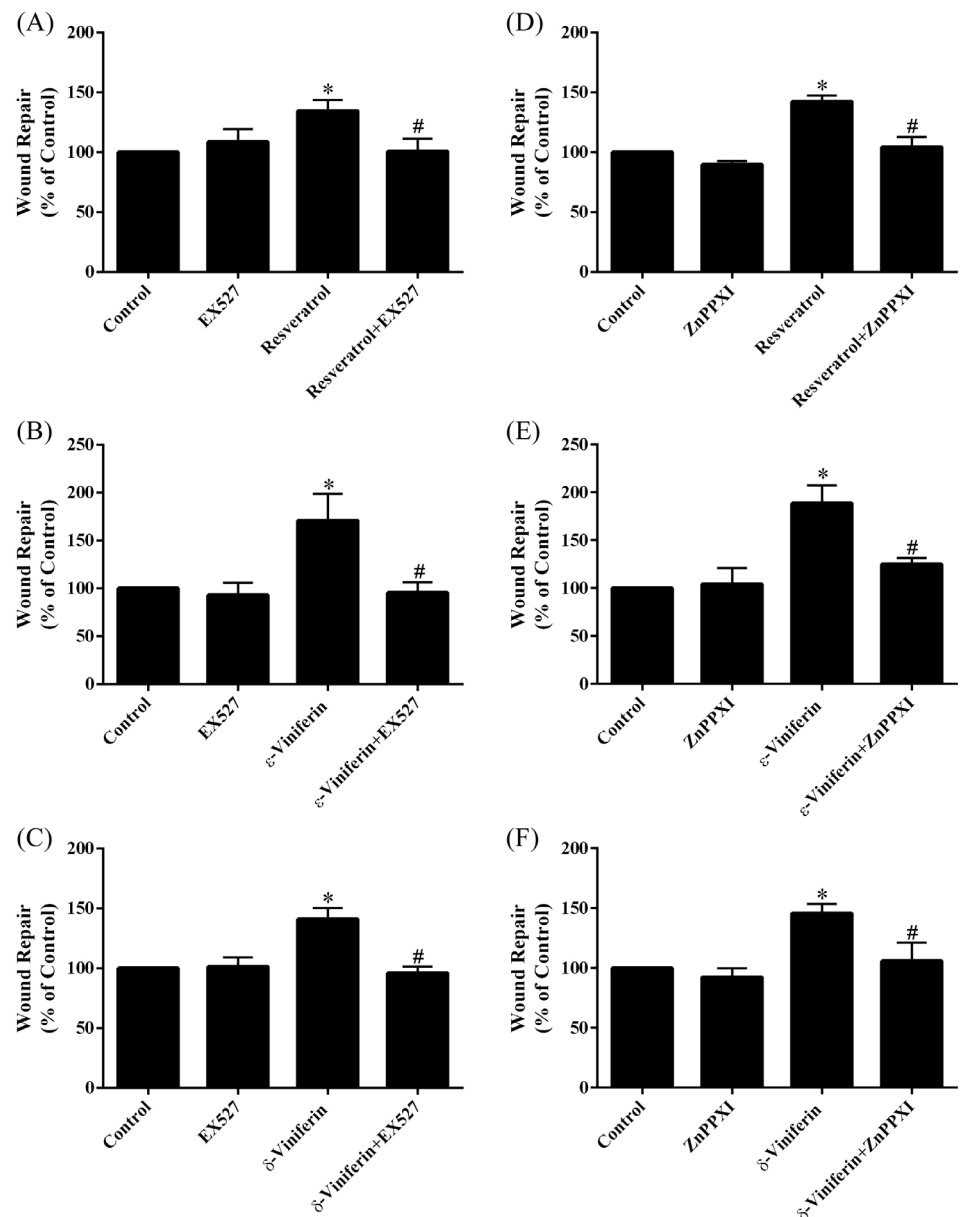 (A)
Wound Repair
(% of Control)
200
150
100
50
0
*
#
Control
EX527
Resveratrol
Resveratrol+EX527
(D)
Wound Repair
(% of Control)
200
150
100
50
0
*
#
Control
ZnPPXI
Resveratrol
Resveratrol+ZnPPXI
(B)
Wound Repair
(% of Control)
250
200
150
100
50
0
*
#
Control
EX527
ε-Viniferin
ε-Viniferin+EX527
(E)
Wound Repair
(% of Control)
250
200
150
100
50
0
*
#
Control
ZnPPXI
ε-Viniferin
ε-Viniferin+ZnPPXI
(C)
Wound Repair
(% of Control)
200
150
100
50
0
*
#
Control
EX527
δ-Viniferin
δ-Viniferin+EX527
(F)
Wound Repair
(% of Control)
200
150
100
50
0
*
#
Control
ZnPPXI
δ-Viniferin
δ-Viniferin+ZnPPXI